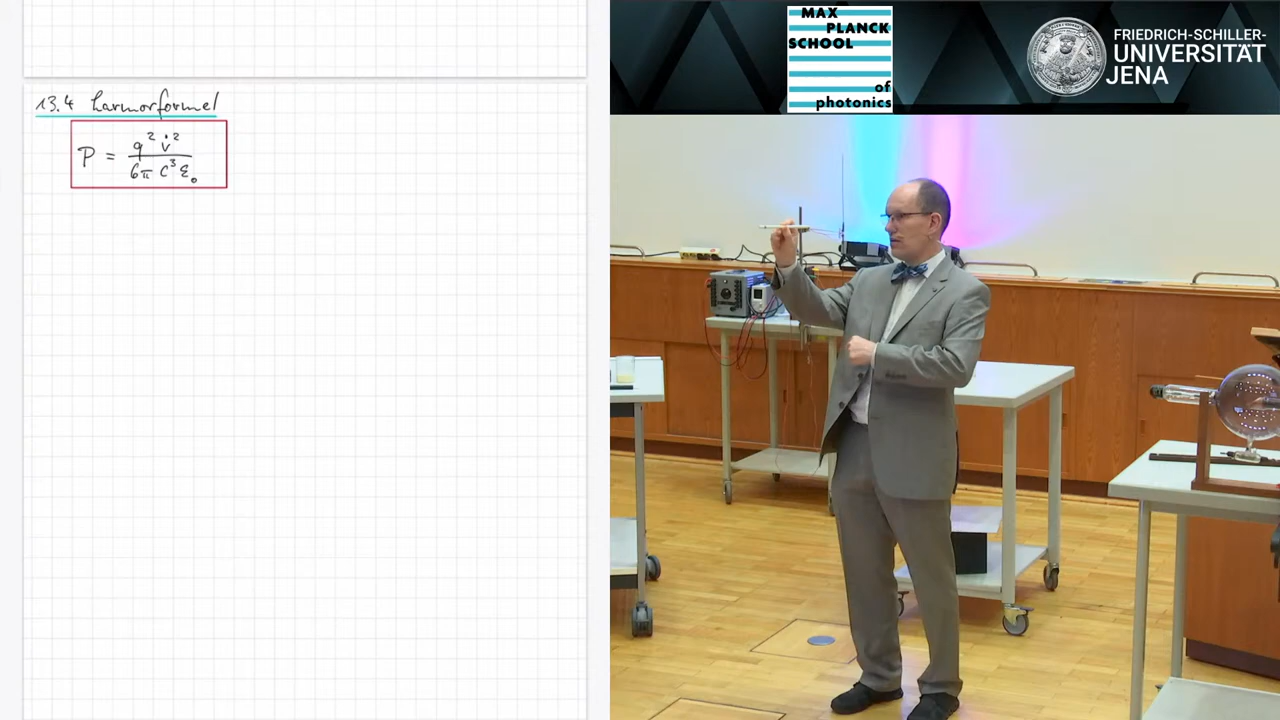 13.4 Larmorformel
P = q² v̇² / 6π c³ ε₀
MAX
PLANCK
SCHOOL
of
photonics
FRIEDRICH-SCHILLER-
UNIVERSITÄT
JENA